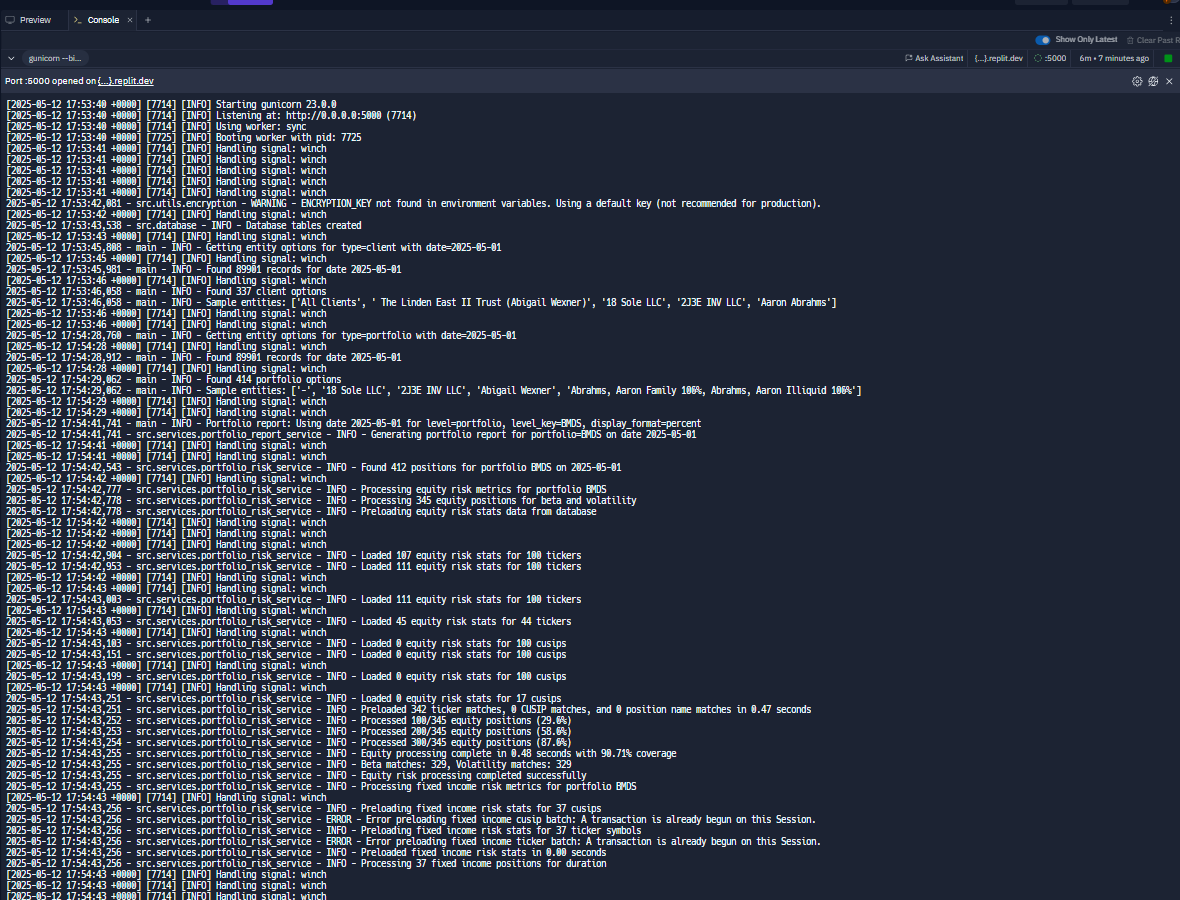 Preview
Console
Show Only Latest
Clear Past R
gunicorn --bi...
Ask Assistant
{...}.replit.dev
:5000
6m • 7 minutes ago
Port :5000 opened on {...}.replit.dev
[2025-05-12 17:53:40 +0000] [7714] [INFO] Starting gunicorn 23.0.0
[2025-05-12 17:53:40 +0000] [7714] [INFO] Listening at: http://0.0.0.0:5000 (7714)
[2025-05-12 17:53:40 +0000] [7714] [INFO] Using worker: sync
[2025-05-12 17:53:40 +0000] [7725] [INFO] Booting worker with pid: 7725
[2025-05-12 17:53:41 +0000] [7714] [INFO] Handling signal: winch
[2025-05-12 17:53:41 +0000] [7714] [INFO] Handling signal: winch
[2025-05-12 17:53:41 +0000] [7714] [INFO] Handling signal: winch
[2025-05-12 17:53:41 +0000] [7714] [INFO] Handling signal: winch
[2025-05-12 17:53:41 +0000] [7714] [INFO] Handling signal: winch
2025-05-12 17:53:42,081 - src.utils.encryption - WARNING - ENCRYPTION_KEY not found in environment variables. Using a default key (not recommended for production).
[2025-05-12 17:53:42 +0000] [7714] [INFO] Handling signal: winch
2025-05-12 17:53:43,538 - src.database - INFO - Database tables created
[2025-05-12 17:53:43 +0000] [7714] [INFO] Handling signal: winch
2025-05-12 17:53:45,808 - main - INFO - Getting entity options for type=client with date=2025-05-01
[2025-05-12 17:53:45 +0000] [7714] [INFO] Handling signal: winch
2025-05-12 17:53:45,981 - main - INFO - Found 89901 records for date 2025-05-01
[2025-05-12 17:53:46 +0000] [7714] [INFO] Handling signal: winch
2025-05-12 17:53:46,058 - main - INFO - Found 337 client options
2025-05-12 17:53:46,058 - main - INFO - Sample entities: ['All Clients', ' The Linden East II Trust (Abigail Wexner)', '18 Sole LLC', '2J3E INV LLC', 'Aaron Abrahms']
[2025-05-12 17:53:46 +0000] [7714] [INFO] Handling signal: winch
[2025-05-12 17:53:46 +0000] [7714] [INFO] Handling signal: winch
2025-05-12 17:54:28,760 - main - INFO - Getting entity options for type=portfolio with date=2025-05-01
[2025-05-12 17:54:28 +0000] [7714] [INFO] Handling signal: winch
2025-05-12 17:54:28,912 - main - INFO - Found 89901 records for date 2025-05-01
[2025-05-12 17:54:28 +0000] [7714] [INFO] Handling signal: winch
2025-05-12 17:54:29,062 - main - INFO - Found 414 portfolio options
2025-05-12 17:54:29,062 - main - INFO - Sample entities: ['-', '18 Sole LLC', '2J3E INV LLC', 'Abigail Wexner', 'Abrahms, Aaron Family 106%, Abrahms, Aaron Illiquid 106%']
[2025-05-12 17:54:29 +0000] [7714] [INFO] Handling signal: winch
[2025-05-12 17:54:29 +0000] [7714] [INFO] Handling signal: winch
2025-05-12 17:54:41,741 - main - INFO - Portfolio report: Using date 2025-05-01 for level=portfolio, level_key=BMDS, display_format=percent
2025-05-12 17:54:41,741 - src.services.portfolio_report_service - INFO - Generating portfolio report for portfolio=BMDS on date 2025-05-01
[2025-05-12 17:54:41 +0000] [7714] [INFO] Handling signal: winch
[2025-05-12 17:54:41 +0000] [7714] [INFO] Handling signal: winch
2025-05-12 17:54:42,543 - src.services.portfolio_risk_service - INFO - Found 412 positions for portfolio BMDS on 2025-05-01
[2025-05-12 17:54:42 +0000] [7714] [INFO] Handling signal: winch
2025-05-12 17:54:42,777 - src.services.portfolio_risk_service - INFO - Processing equity risk metrics for portfolio BMDS
2025-05-12 17:54:42,778 - src.services.portfolio_risk_service - INFO - Processing 345 equity positions for beta and volatility
2025-05-12 17:54:42,778 - src.services.portfolio_risk_service - INFO - Preloading equity risk stats data from database
[2025-05-12 17:54:42 +0000] [7714] [INFO] Handling signal: winch
[2025-05-12 17:54:42 +0000] [7714] [INFO] Handling signal: winch
[2025-05-12 17:54:42 +0000] [7714] [INFO] Handling signal: winch
2025-05-12 17:54:42,904 - src.services.portfolio_risk_service - INFO - Loaded 107 equity risk stats for 100 tickers
2025-05-12 17:54:42,953 - src.services.portfolio_risk_service - INFO - Loaded 111 equity risk stats for 100 tickers
[2025-05-12 17:54:42 +0000] [7714] [INFO] Handling signal: winch
[2025-05-12 17:54:43 +0000] [7714] [INFO] Handling signal: winch
2025-05-12 17:54:43,003 - src.services.portfolio_risk_service - INFO - Loaded 111 equity risk stats for 100 tickers
[2025-05-12 17:54:43 +0000] [7714] [INFO] Handling signal: winch
2025-05-12 17:54:43,053 - src.services.portfolio_risk_service - INFO - Loaded 45 equity risk stats for 44 tickers
[2025-05-12 17:54:43 +0000] [7714] [INFO] Handling signal: winch
2025-05-12 17:54:43,103 - src.services.portfolio_risk_service - INFO - Loaded 0 equity risk stats for 100 cusips
2025-05-12 17:54:43,151 - src.services.portfolio_risk_service - INFO - Loaded 0 equity risk stats for 100 cusips
[2025-05-12 17:54:43 +0000] [7714] [INFO] Handling signal: winch
2025-05-12 17:54:43,199 - src.services.portfolio_risk_service - INFO - Loaded 0 equity risk stats for 100 cusips
[2025-05-12 17:54:43 +0000] [7714] [INFO] Handling signal: winch
2025-05-12 17:54:43,251 - src.services.portfolio_risk_service - INFO - Loaded 0 equity risk stats for 17 cusips
2025-05-12 17:54:43,251 - src.services.portfolio_risk_service - INFO - Preloaded 342 ticker matches, 0 CUSIP matches, and 0 position name matches in 0.47 seconds
2025-05-12 17:54:43,252 - src.services.portfolio_risk_service - INFO - Processed 100/345 equity positions (29.6%)
2025-05-12 17:54:43,253 - src.services.portfolio_risk_service - INFO - Processed 200/345 equity positions (58.6%)
2025-05-12 17:54:43,254 - src.services.portfolio_risk_service - INFO - Processed 300/345 equity positions (87.6%)
2025-05-12 17:54:43,255 - src.services.portfolio_risk_service - INFO - Equity processing complete in 0.48 seconds with 90.71% coverage
2025-05-12 17:54:43,255 - src.services.portfolio_risk_service - INFO - Beta matches: 329, Volatility matches: 329
2025-05-12 17:54:43,255 - src.services.portfolio_risk_service - INFO - Equity risk processing completed successfully
2025-05-12 17:54:43,255 - src.services.portfolio_risk_service - INFO - Processing fixed income risk metrics for portfolio BMDS
[2025-05-12 17:54:43 +0000] [7714] [INFO] Handling signal: winch
2025-05-12 17:54:43,256 - src.services.portfolio_risk_service - INFO - Preloading fixed income risk stats for 37 cusips
2025-05-12 17:54:43,256 - src.services.portfolio_risk_service - ERROR - Error preloading fixed income cusip batch: A transaction is already begun on this Session.
2025-05-12 17:54:43,256 - src.services.portfolio_risk_service - INFO - Preloading fixed income risk stats for 37 ticker symbols
2025-05-12 17:54:43,256 - src.services.portfolio_risk_service - ERROR - Error preloading fixed income ticker batch: A transaction is already begun on this Session.
2025-05-12 17:54:43,256 - src.services.portfolio_risk_service - INFO - Preloaded fixed income risk stats in 0.00 seconds
2025-05-12 17:54:43,256 - src.services.portfolio_risk_service - INFO - Processing 37 fixed income positions for duration
[2025-05-12 17:54:43 +0000] [7714] [INFO] Handling signal: winch
[2025-05-12 17:54:43 +0000] [7714] [INFO] Handling signal: winch
[2025-05-12 17:54:43 +0000] [7714] [INFO] Handling signal: winch